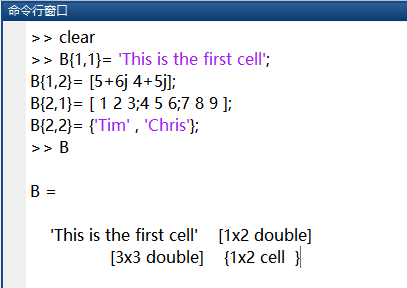 命令行窗口
>> clear
>> B{1,1}= 'This is the first cell';
B{1,2}= [5+6j 4+5j];
B{2,1}= [ 1 2 3;4 5 6;7 8 9 ];
B{2,2}= {'Tim' , 'Chris'};
>> B
B =
'This is the first cell' [1x2 double]
[3x3 double] {1x2 cell }